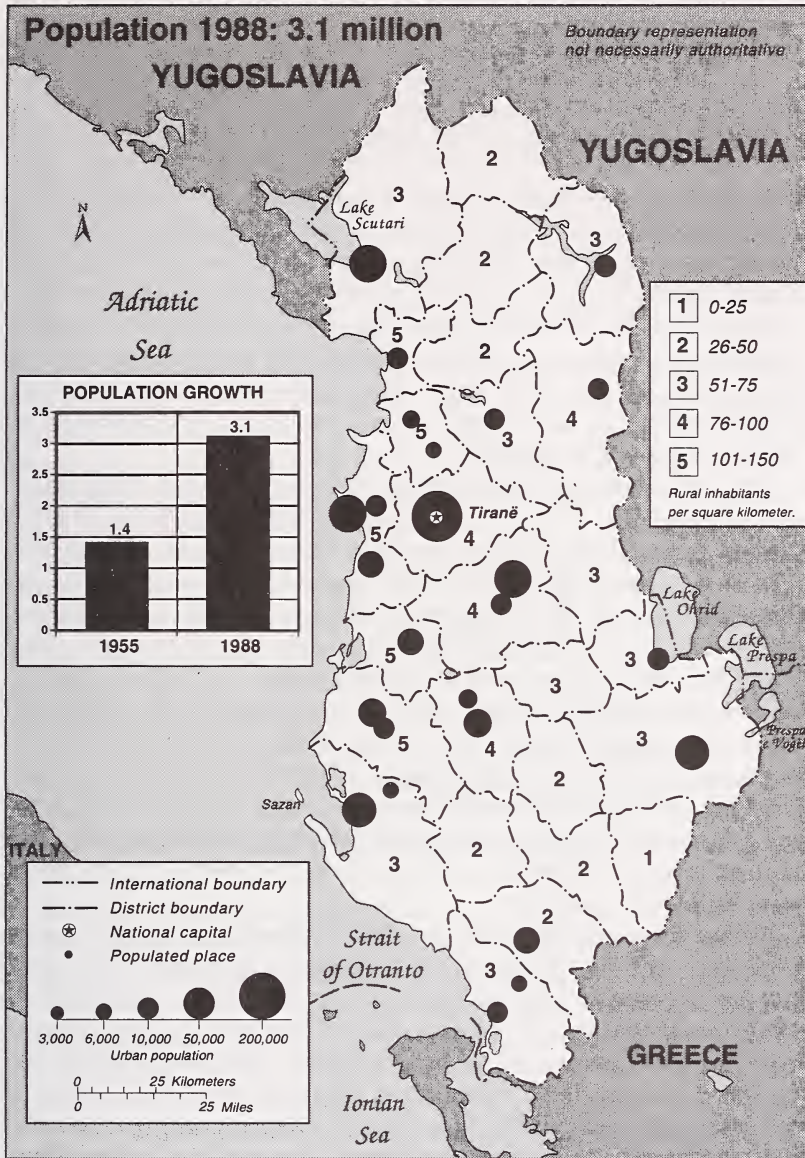 Population 1988: 3.1 million
Boundary representation
not necessarily authoritative
YUGOSLAVIA
YUGOSLAVIA
N
Lake
Scutari
Adriatic
Sea
3
2
3
2
5
2
4
5
3
5
4
3
4
5
3
3
5
4
3
2
3
2
2
1
2
3
1 0-25
2 26-50
3 51-75
4 76-100
5 101-150
Rural inhabitants
per square kilometer.
POPULATION GROWTH
3.5
3
2.5
2
1.5
1
0.5
0
1.4
3.1
1955
1988
Tiranë
Lake
Ohrid
Lake
Prespa
Prespa
e Vogël
Sazan
ITALY
International boundary
District boundary
National capital
Populated place
3,000 6,000 10,000 50,000 200,000
Urban population
0 25 Kilometers
0 25 Miles
Strait
of Otranto
GREECE
Ionian
Sea